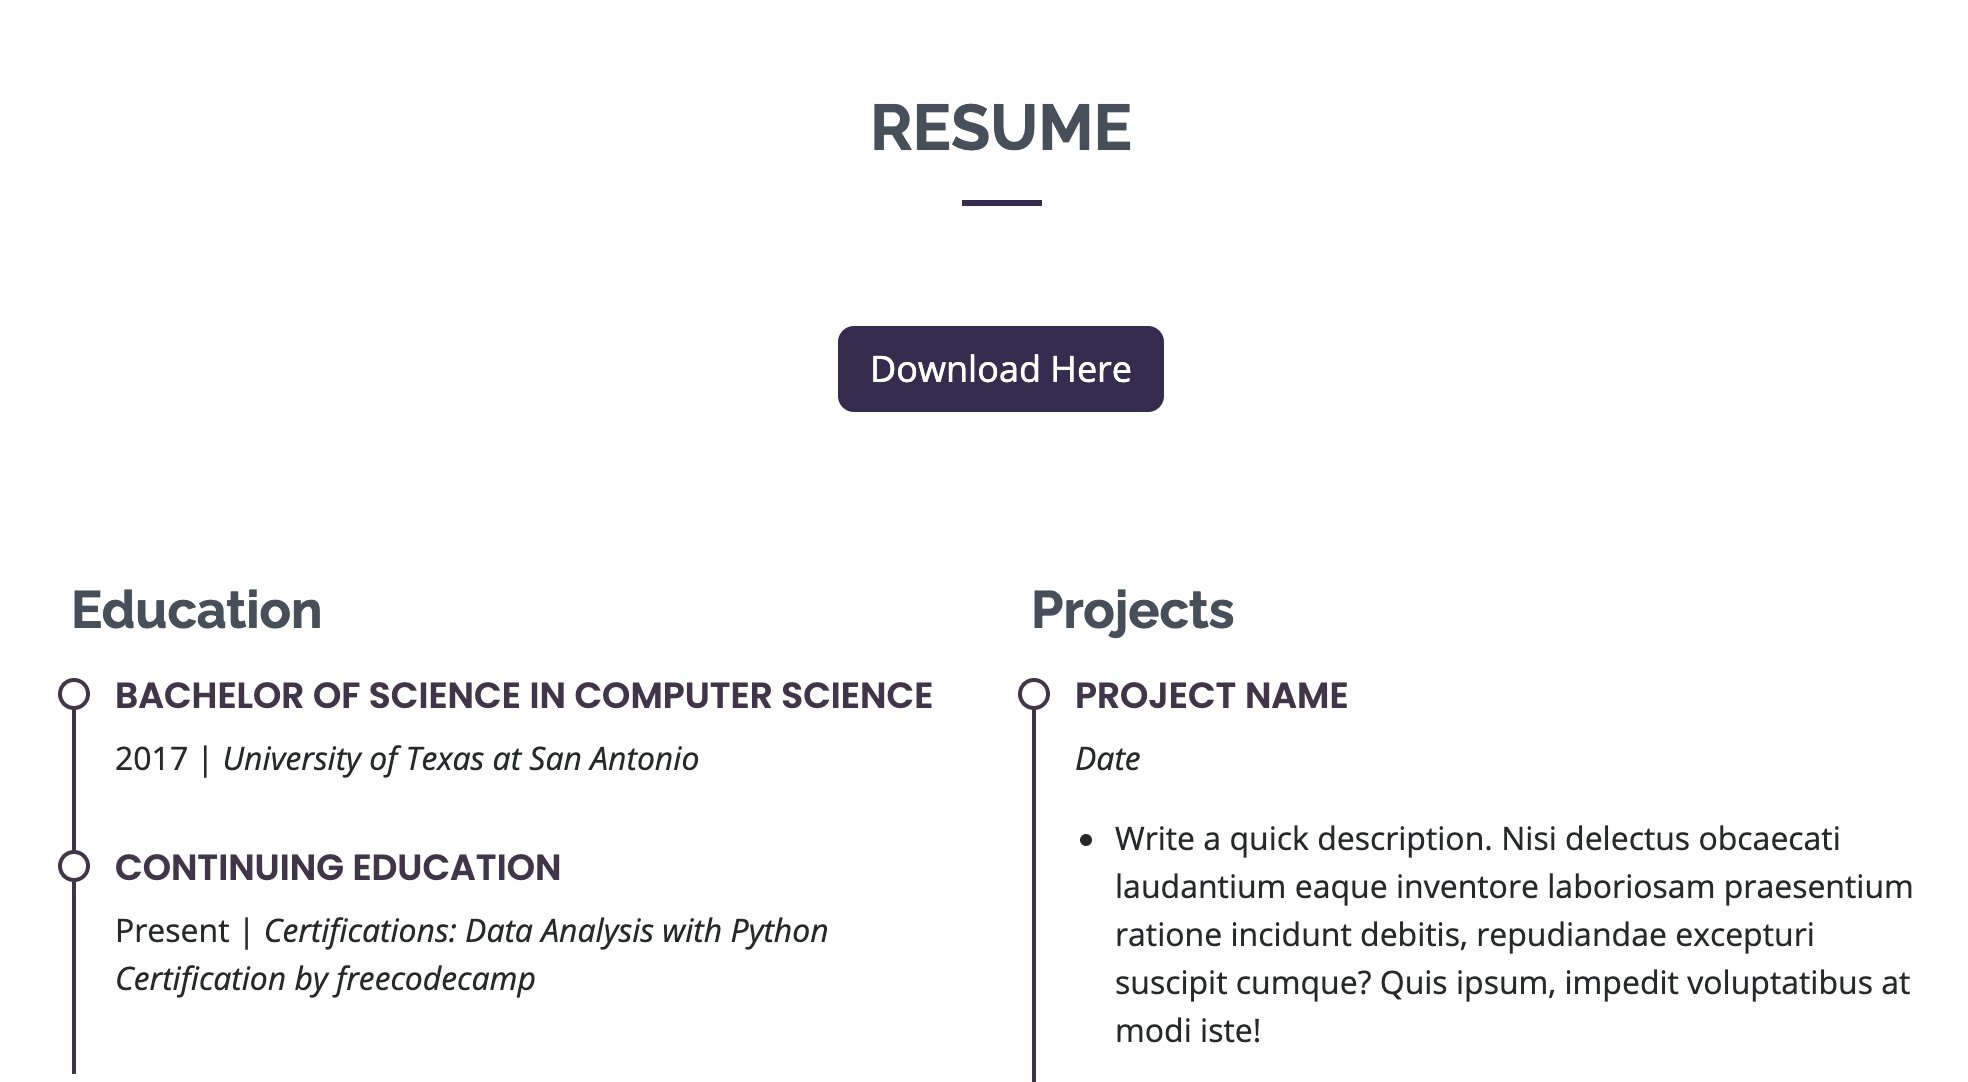 RESUME
Download Here
Education
BACHELOR OF SCIENCE IN COMPUTER SCIENCE
2017 | University of Texas at San Antonio
CONTINUING EDUCATION
Present | Certifications: Data Analysis with Python
Certification by freecodecamp
Projects
PROJECT NAME
Date
• Write a quick description. Nisi delectus obcaecati
laudantium eaque inventore laboriosam praesentium
ratione incidunt debitis, repudiandae excepturi
suscipit cumque? Quis ipsum, impedit voluptatibus at
modi iste!